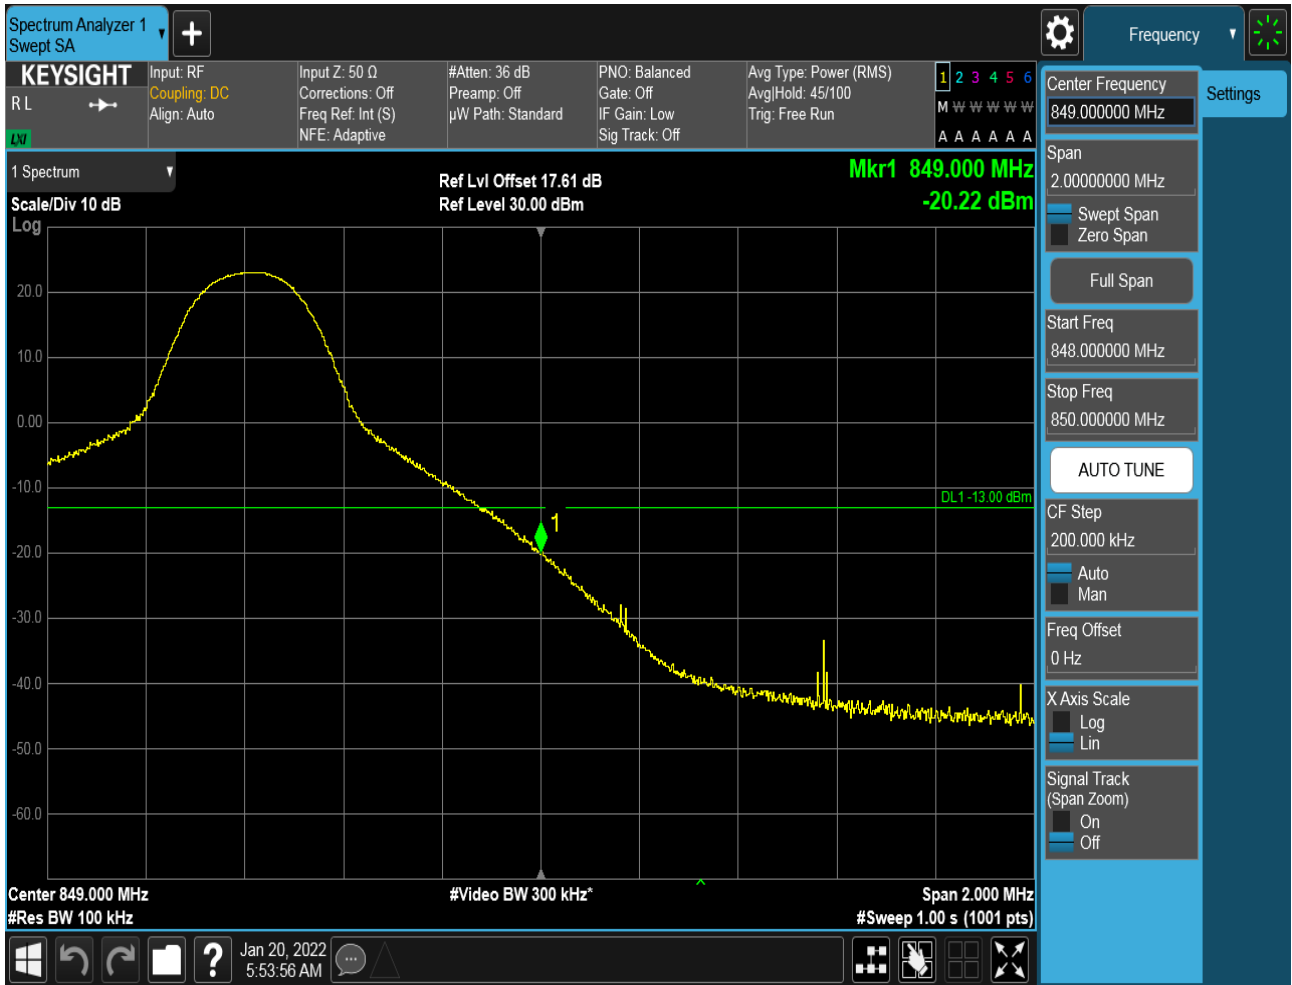 Spectrum Analyzer 1
Swept SA
Frequency
KEYSIGHT
R L
LXI
Input: RF
Coupling: DC
Align: Auto
Input Z: 50 Ω
Corrections: Off
Freq Ref: Int (S)
NFE: Adaptive
#Atten: 36 dB
Preamp: Off
µW Path: Standard
PNO: Balanced
Gate: Off
IF Gain: Low
Sig Track: Off
Avg Type: Power (RMS)
Avg|Hold: 45/100
Trig: Free Run
1 2 3 4 5 6
M W W W W W
A A A A A A
1 Spectrum
Scale/Div 10 dB
Log
Ref Lvl Offset 17.61 dB
Ref Level 30.00 dBm
Mkr1 849.000 MHz
-20.22 dBm
20.0
10.0
0.00
-10.0
-20.0
-30.0
-40.0
-50.0
-60.0
DL1 -13.00 dBm
1
Center 849.000 MHz
#Res BW 100 kHz
#Video BW 300 kHz*
Span 2.000 MHz
#Sweep 1.00 s (1001 pts)
?
Jan 20, 2022
5:53:56 AM
Center Frequency
849.000000 MHz
Settings
Span
2.00000000 MHz
Swept Span
Zero Span
Full Span
Start Freq
848.000000 MHz
Stop Freq
850.000000 MHz
AUTO TUNE
CF Step
200.000 kHz
Auto
Man
Freq Offset
0 Hz
X Axis Scale
Log
Lin
Signal Track
(Span Zoom)
On
Off